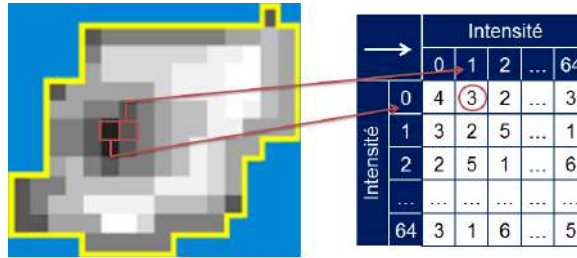 Intensité
0 1 2 ... 64
Intensité
0 4 3 2 ... 3
1 3 2 5 ... 1
2 2 5 1 ... 6
... ... ... ... ... ...
64 3 1 6 ... 5